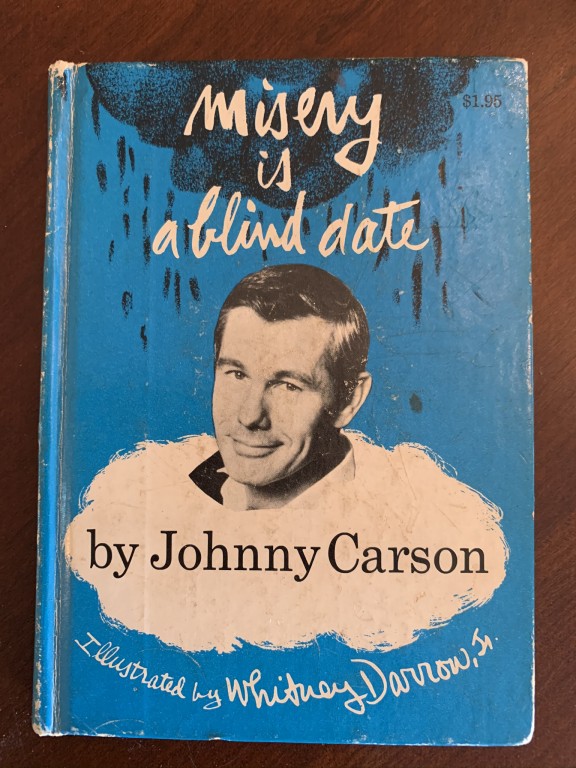 misery
$1.95
is
a blind date
by Johnny Carson
Illustrated by Whitney Darrow, Jr.